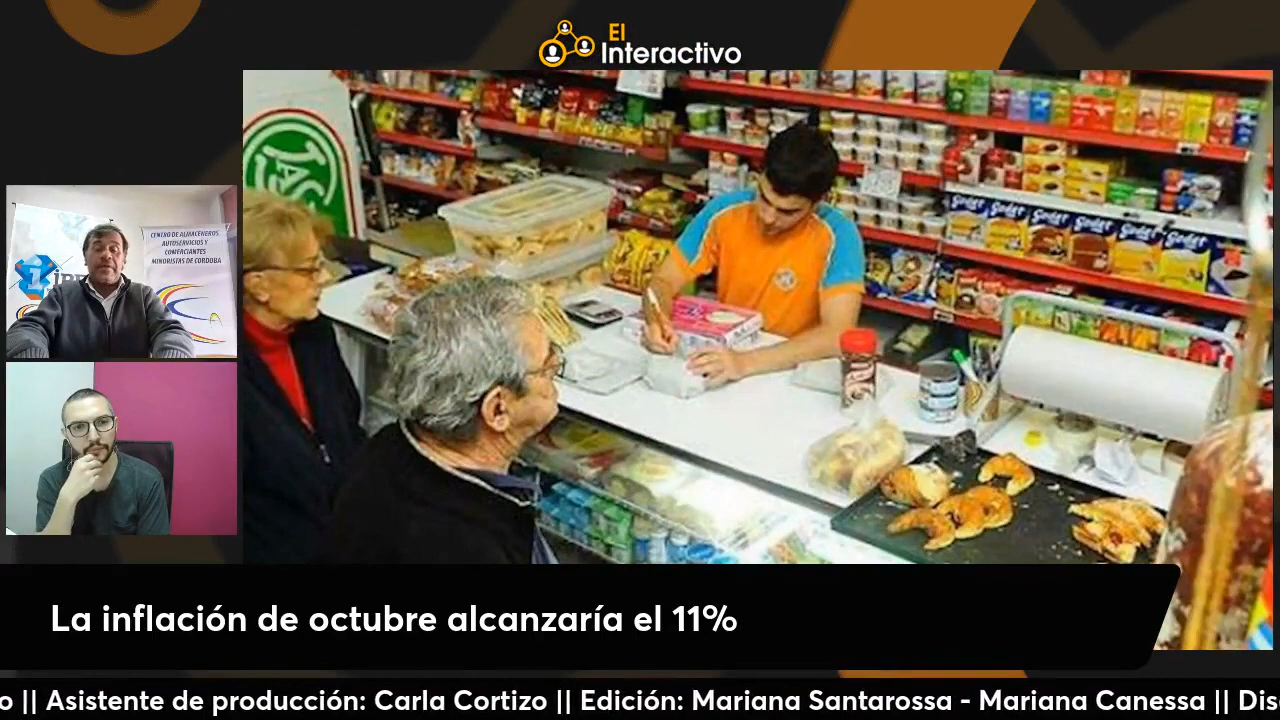 El
Interactivo
CENTRO DE ALMACENEROS
AUTOSERVICIOS Y
COMERCIANTES
MINORISTAS DE CORDOBA
La inflación de octubre alcanzaría el 11%
o || Asistente de producción: Carla Cortizo || Edición: Mariana Santarossa - Mariana Canessa || Dis